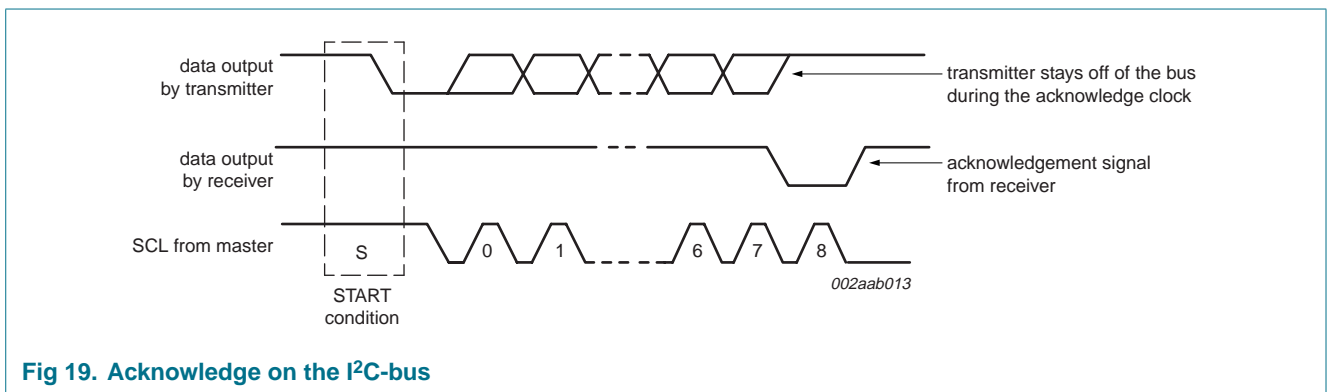 data output
by transmitter
transmitter stays off of the bus
during the acknowledge clock
data output
by receiver
acknowledgement signal
from receiver
SCL from master
S
0
1
6
7
8
002aab013
START
condition
Fig 19. Acknowledge on the I²C-bus